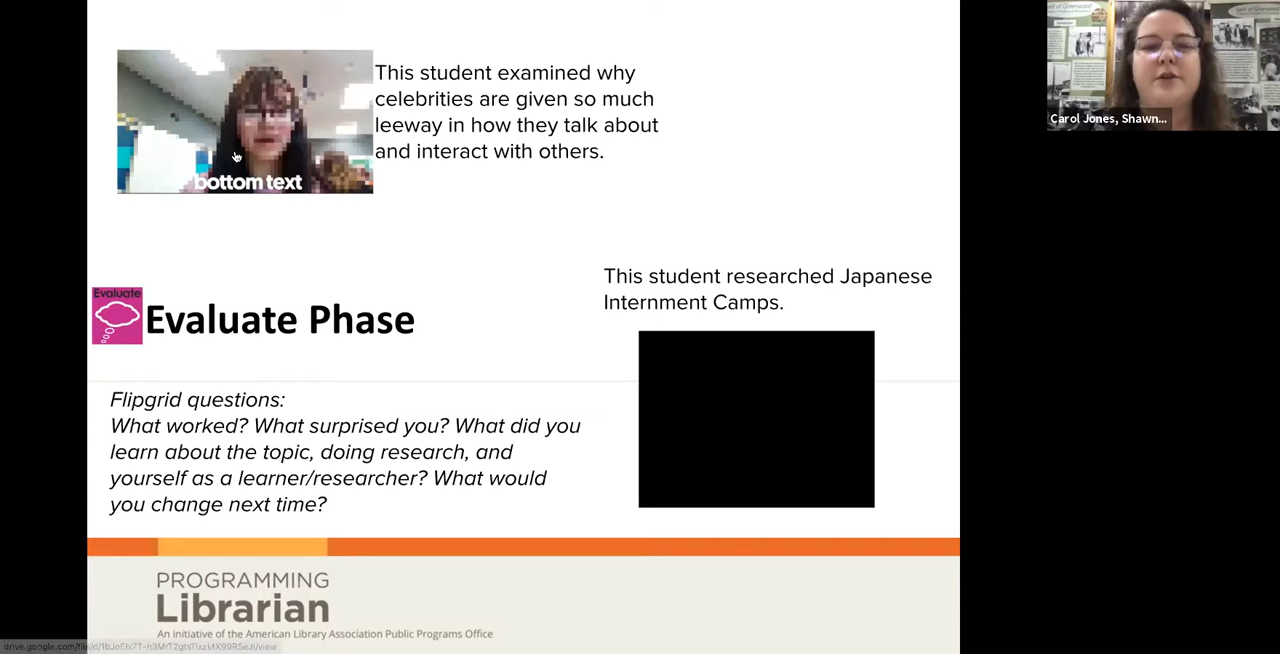 This student examined why
celebrities are given so much
leeway in how they talk about
and interact with others.
bottom text
Carol Jones, Shawn...
This student researched Japanese
Internment Camps.
Evaluate
Evaluate Phase
Flipgrid questions:
What worked? What surprised you? What did you
learn about the topic, doing research, and
yourself as a learner/researcher? What would
you change next time?
PROGRAMMING
Librarian
An initiative of the American Library Association Public Programs Office